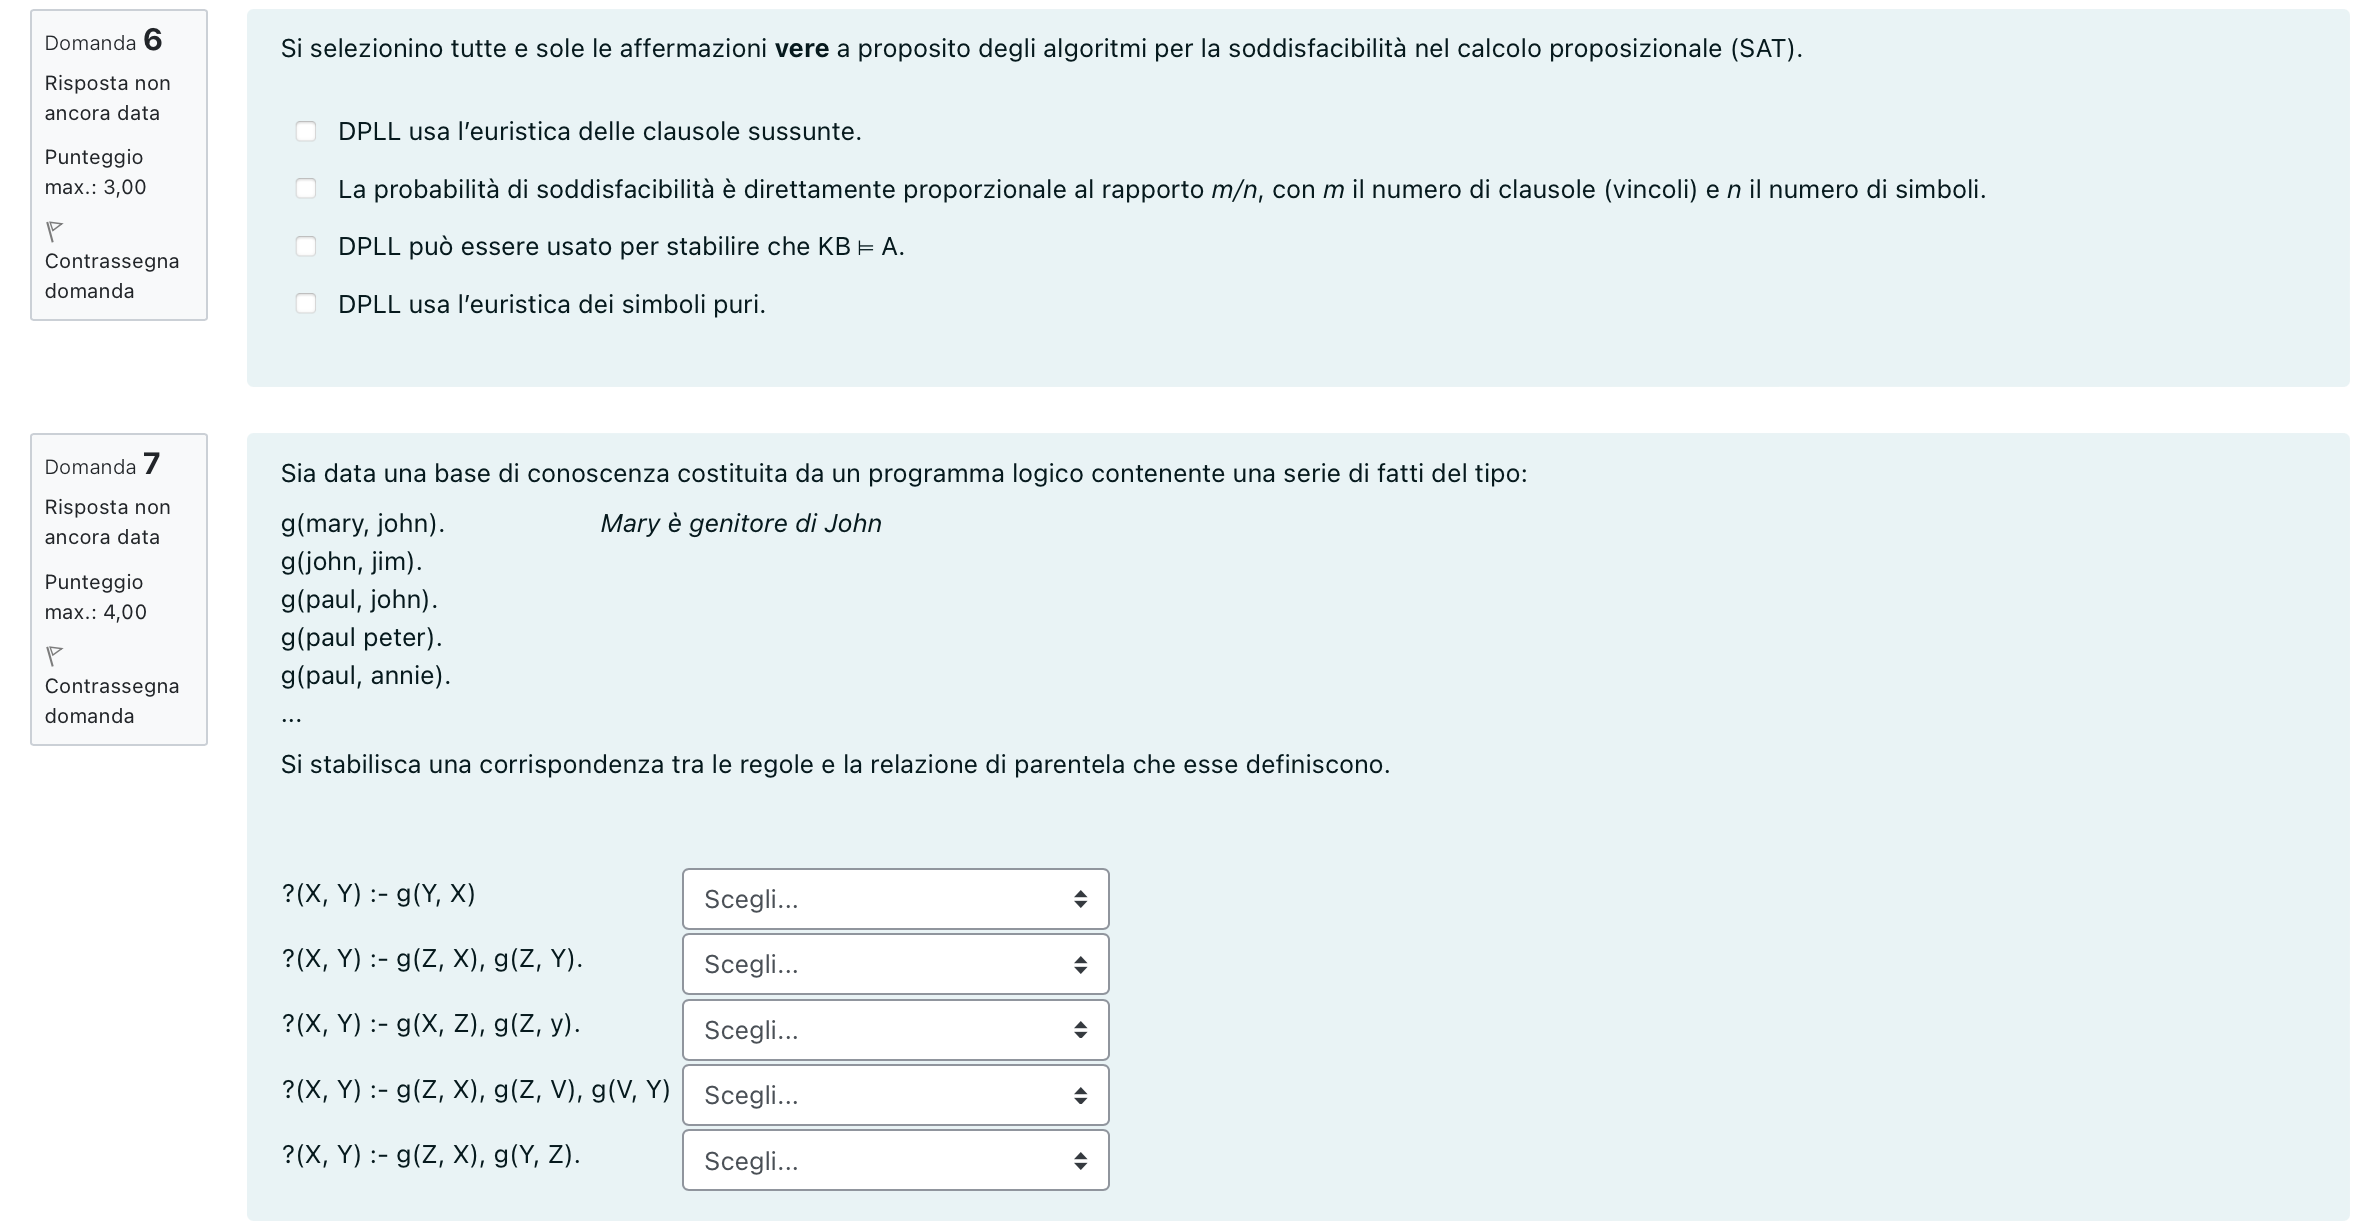 Domanda 6
Risposta non
ancora data
Punteggio
max.: 3,00
Contrassegna
domanda
Si selezionino tutte e sole le affermazioni vere a proposito degli algoritmi per la soddisfacibilità nel calcolo proposizionale (SAT).
DPLL usa l’euristica delle clausole sussunte.
La probabilità di soddisfacibilità è direttamente proporzionale al rapporto m/n, con m il numero di clausole (vincoli) e n il numero di simboli.
DPLL può essere usato per stabilire che KB ⊨ A.
DPLL usa l’euristica dei simboli puri.
Domanda 7
Risposta non
ancora data
Punteggio
max.: 4,00
Contrassegna
domanda
Sia data una base di conoscenza costituita da un programma logico contenente una serie di fatti del tipo:
g(mary, john). Mary è genitore di John
g(john, jim).
g(paul, john).
g(paul peter).
g(paul, annie).
...
Si stabilisca una corrispondenza tra le regole e la relazione di parentela che esse definiscono.
?(X, Y) :- g(Y, X) Scegli...
?(X, Y) :- g(Z, X), g(Z, Y). Scegli...
?(X, Y) :- g(X, Z), g(Z, y). Scegli...
?(X, Y) :- g(Z, X), g(Z, V), g(V, Y) Scegli...
?(X, Y) :- g(Z, X), g(Y, Z). Scegli...